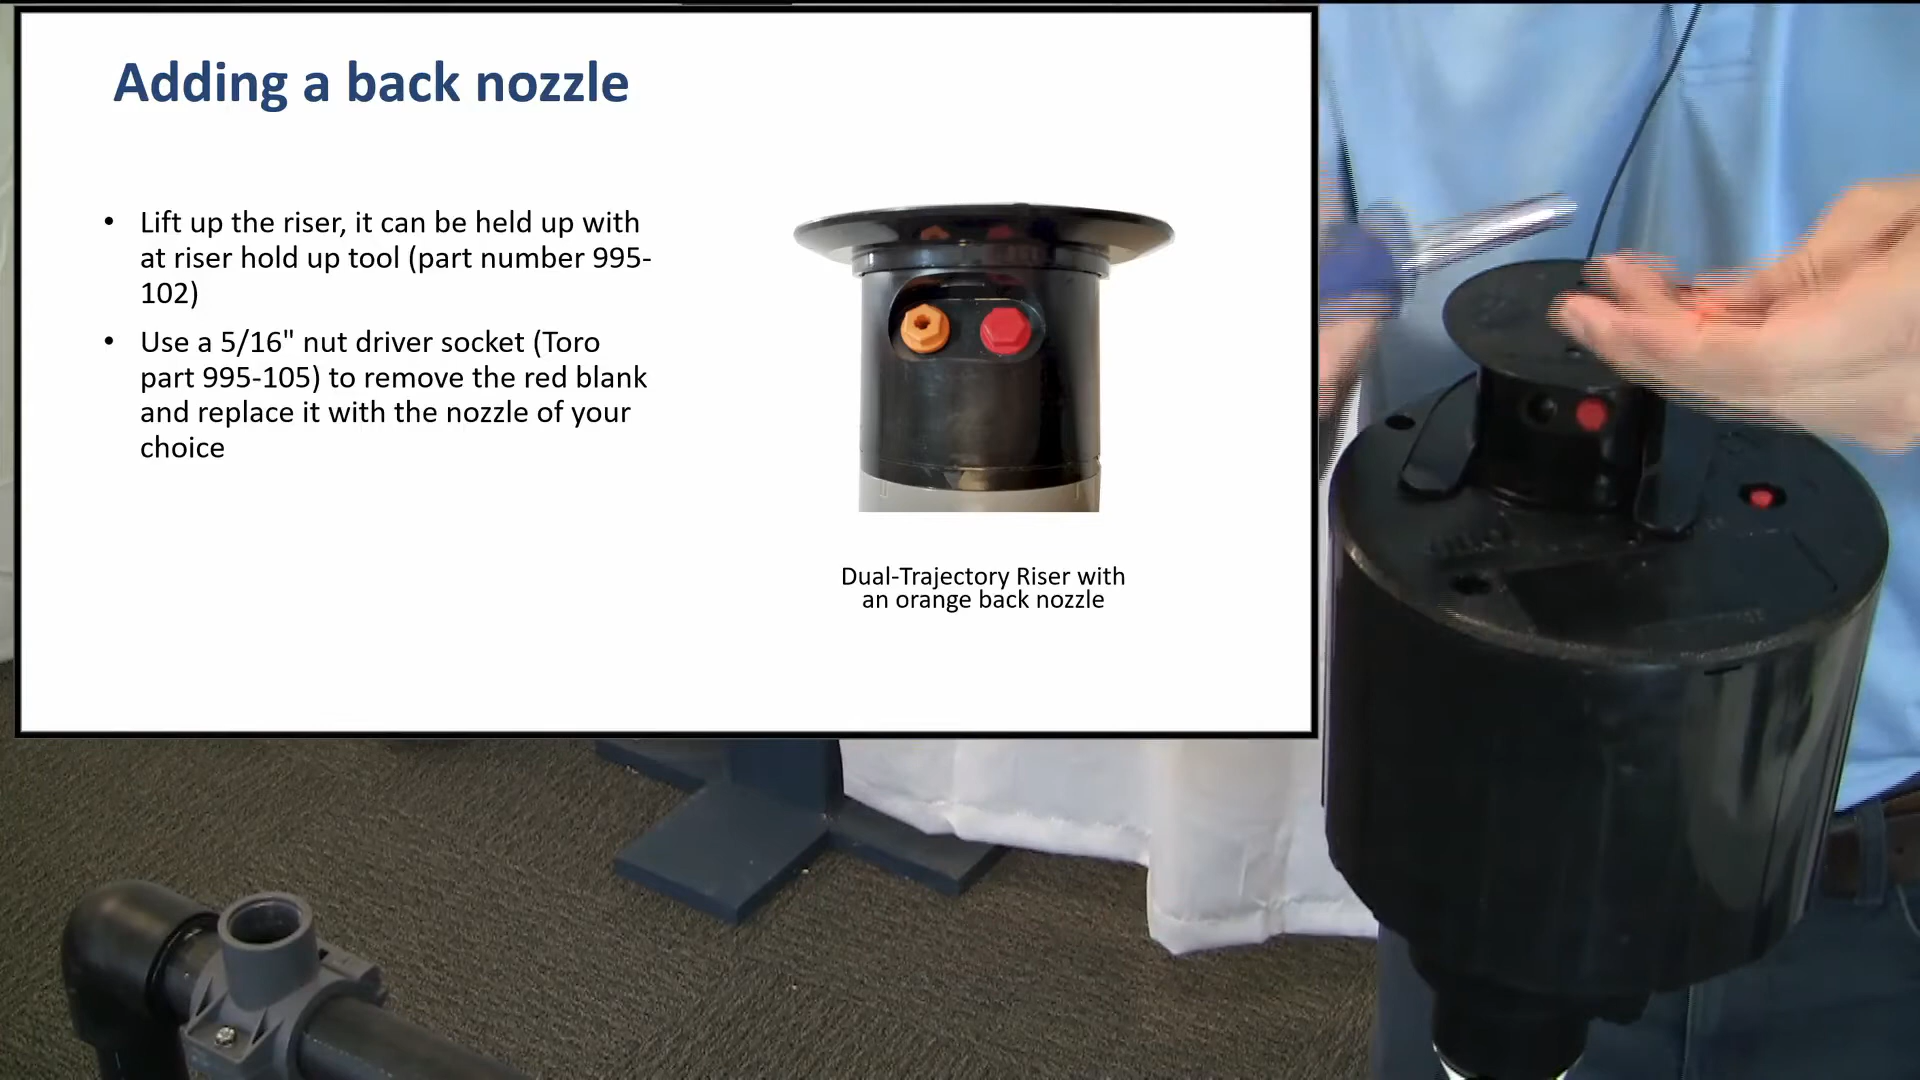 Adding a back nozzle
• Lift up the riser, it can be held up with
at riser hold up tool (part number 995-
102)
• Use a 5/16" nut driver socket (Toro
part 995-105) to remove the red blank
and replace it with the nozzle of your
choice
Dual-Trajectory Riser with
an orange back nozzle